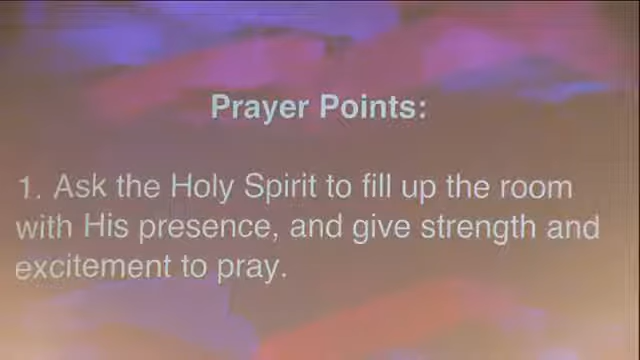 Prayer Points:
1. Ask the Holy Spirit to fill up the room
with His presence, and give strength and
excitement to pray.